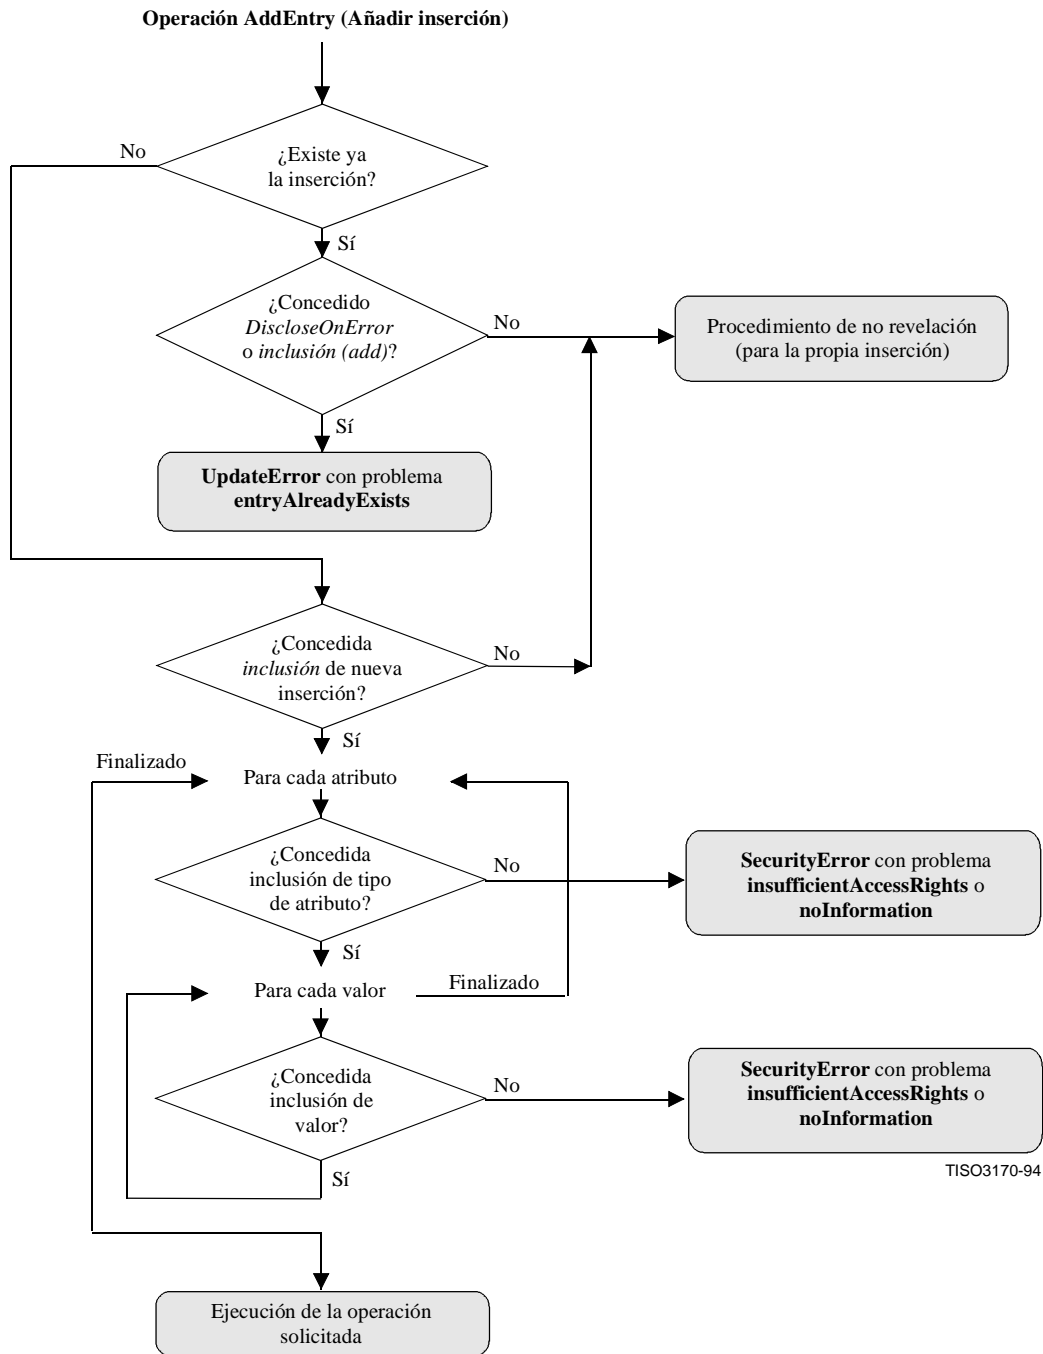 Operación AddEntry (Añadir inserción)
No
¿Existe ya
la inserción?
Sí
¿Concedido
DiscloseOnError
o inclusión (add)?
No
Procedimiento de no revelación
(para la propia inserción)
Sí
UpdateError con problema
entryAlreadyExists
¿Concedida
inclusión de nueva
inserción?
No
Sí
Finalizado
Para cada atributo
¿Concedida
inclusión de tipo
de atributo?
No
SecurityError con problema
insufficientAccessRights o
noInformation
Sí
Para cada valor
Finalizado
¿Concedida
inclusión de
valor?
No
SecurityError con problema
insufficientAccessRights o
noInformation
Sí
TISO3170-94
Ejecución de la operación
solicitada